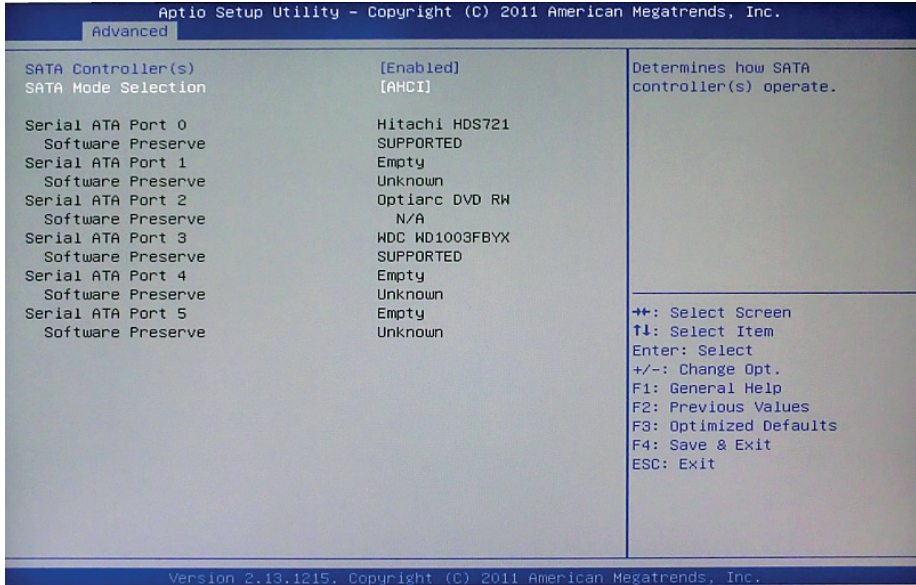 Aptio Setup Utility – Copyright (C) 2011 American Megatrends, Inc.
Advanced
SATA Controller(s) [Enabled]
SATA Mode Selection [AHCI]
Serial ATA Port 0 Hitachi HDS721
Software Preserve SUPPORTED
Serial ATA Port 1 Empty
Software Preserve Unknown
Serial ATA Port 2 Optiarc DVD RW
Software Preserve N/A
Serial ATA Port 3 WDC WD1003FBYX
Software Preserve SUPPORTED
Serial ATA Port 4 Empty
Software Preserve Unknown
Serial ATA Port 5 Empty
Software Preserve Unknown
Determines how SATA
controller(s) operate.
→←: Select Screen
↑↓: Select Item
Enter: Select
+/-: Change Opt.
F1: General Help
F2: Previous Values
F3: Optimized Defaults
F4: Save & Exit
ESC: Exit
Version 2.13.1215. Copyright (C) 2011 American Megatrends, Inc.